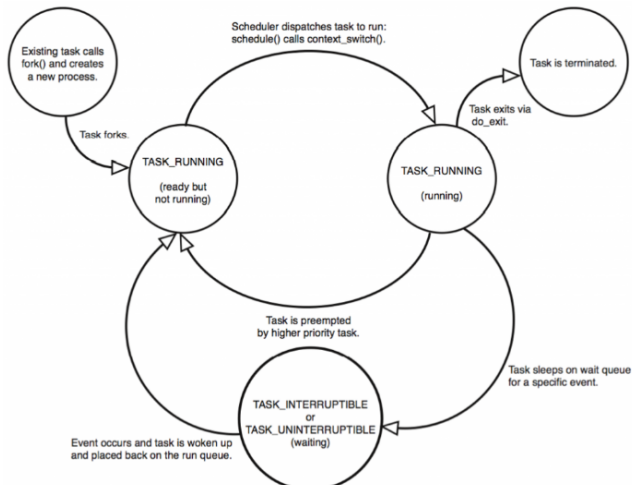 Scheduler dispatches task to run:
schedule() calls context_switch().
Existing task calls
fork() and creates
a new process.
Task is terminated.
Task forks.
Task exits via
do_exit.
TASK_RUNNING
(ready but
not running)
TASK_RUNNING
(running)
Task is preempted
by higher priority task.
Task sleeps on wait queue
for a specific event.
TASK_INTERRUPTIBLE
or
TASK_UNINTERRUPTIBLE
(waiting)
Event occurs and task is woken up
and placed back on the run queue.